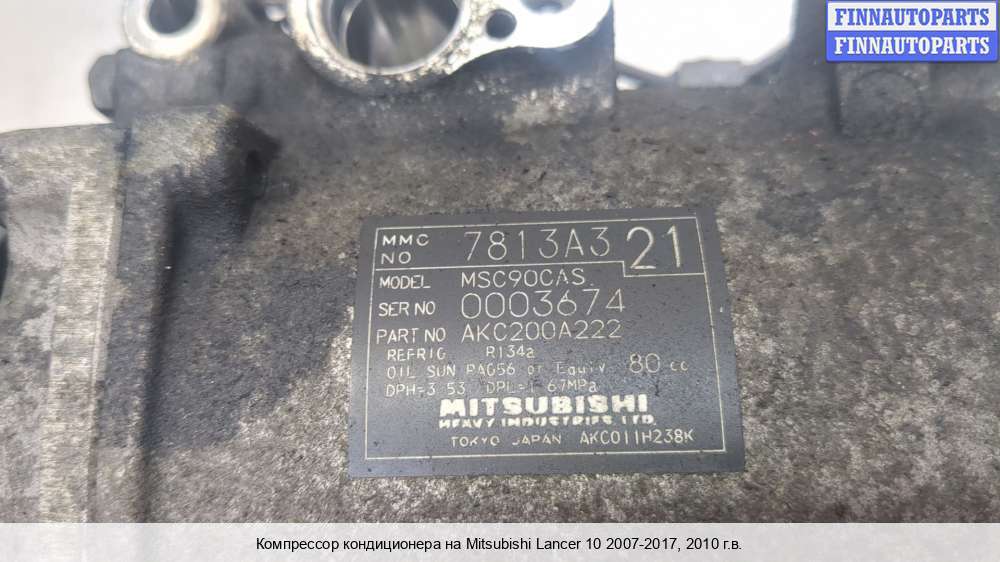 FINNAUTOPARTS
FINNAUTOPARTS
MMC NO 7813A3 21
MODEL MSC90CAS.
SER NO 0003674
PART NO AKC200A222
REFRIG R134a
OIL SUN PAG56 or Equiv 80 cc
DPH=3 53 DPL=1 67MPa
MITSUBISHI
HEAVY INDUSTRIES, LTD.
TOKYO JAPAN AKC011H238K
Компрессор кондиционера на Mitsubishi Lancer 10 2007-2017, 2010 г.в.